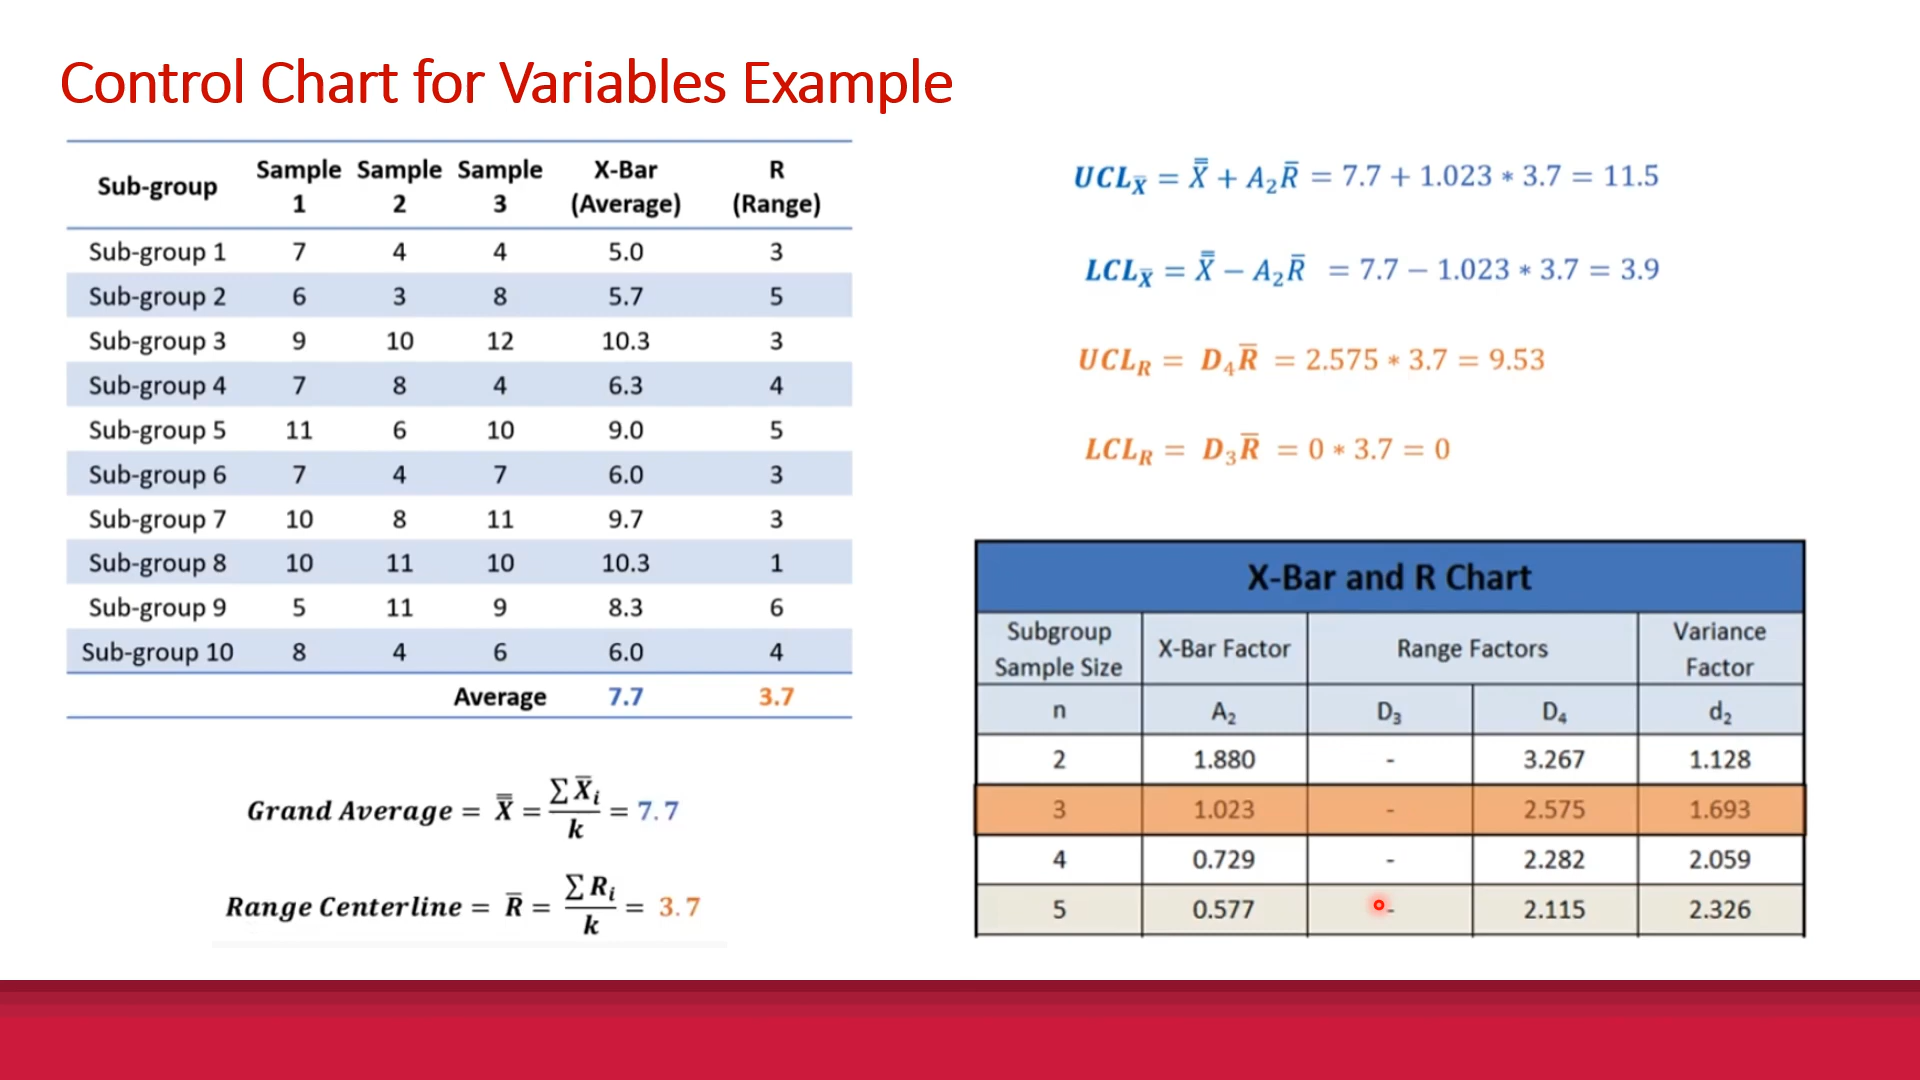 Control Chart for Variables Example
Sub-group Sample 1 Sample 2 Sample 3 X-Bar (Average) R (Range)
Sub-group 1 7 4 4 5.0 3
Sub-group 2 6 3 8 5.7 5
Sub-group 3 9 10 12 10.3 3
Sub-group 4 7 8 4 6.3 4
Sub-group 5 11 6 10 9.0 5
Sub-group 6 7 4 7 6.0 3
Sub-group 7 10 8 11 9.7 3
Sub-group 8 10 11 10 10.3 1
Sub-group 9 5 11 9 8.3 6
Sub-group 10 8 4 6 6.0 4
Average 7.7 3.7
Grand Average = X̿ = ∑X̅ᵢ / k = 7.7
Range Centerline = R̅ = ∑Rᵢ / k = 3.7
UCL_X̅ = X̿ + A₂R̅ = 7.7 + 1.023 * 3.7 = 11.5
LCL_X̅ = X̿ − A₂R̅ = 7.7 − 1.023 * 3.7 = 3.9
UCL_R = D₄R̅ = 2.575 * 3.7 = 9.53
LCL_R = D₃R̅ = 0 * 3.7 = 0
X-Bar and R Chart
Subgroup Sample Size X-Bar Factor Range Factors Variance Factor
n A₂ D₃ D₄ d₂
2 1.880 - 3.267 1.128
3 1.023 - 2.575 1.693
4 0.729 - 2.282 2.059
5 0.577 - 2.115 2.326